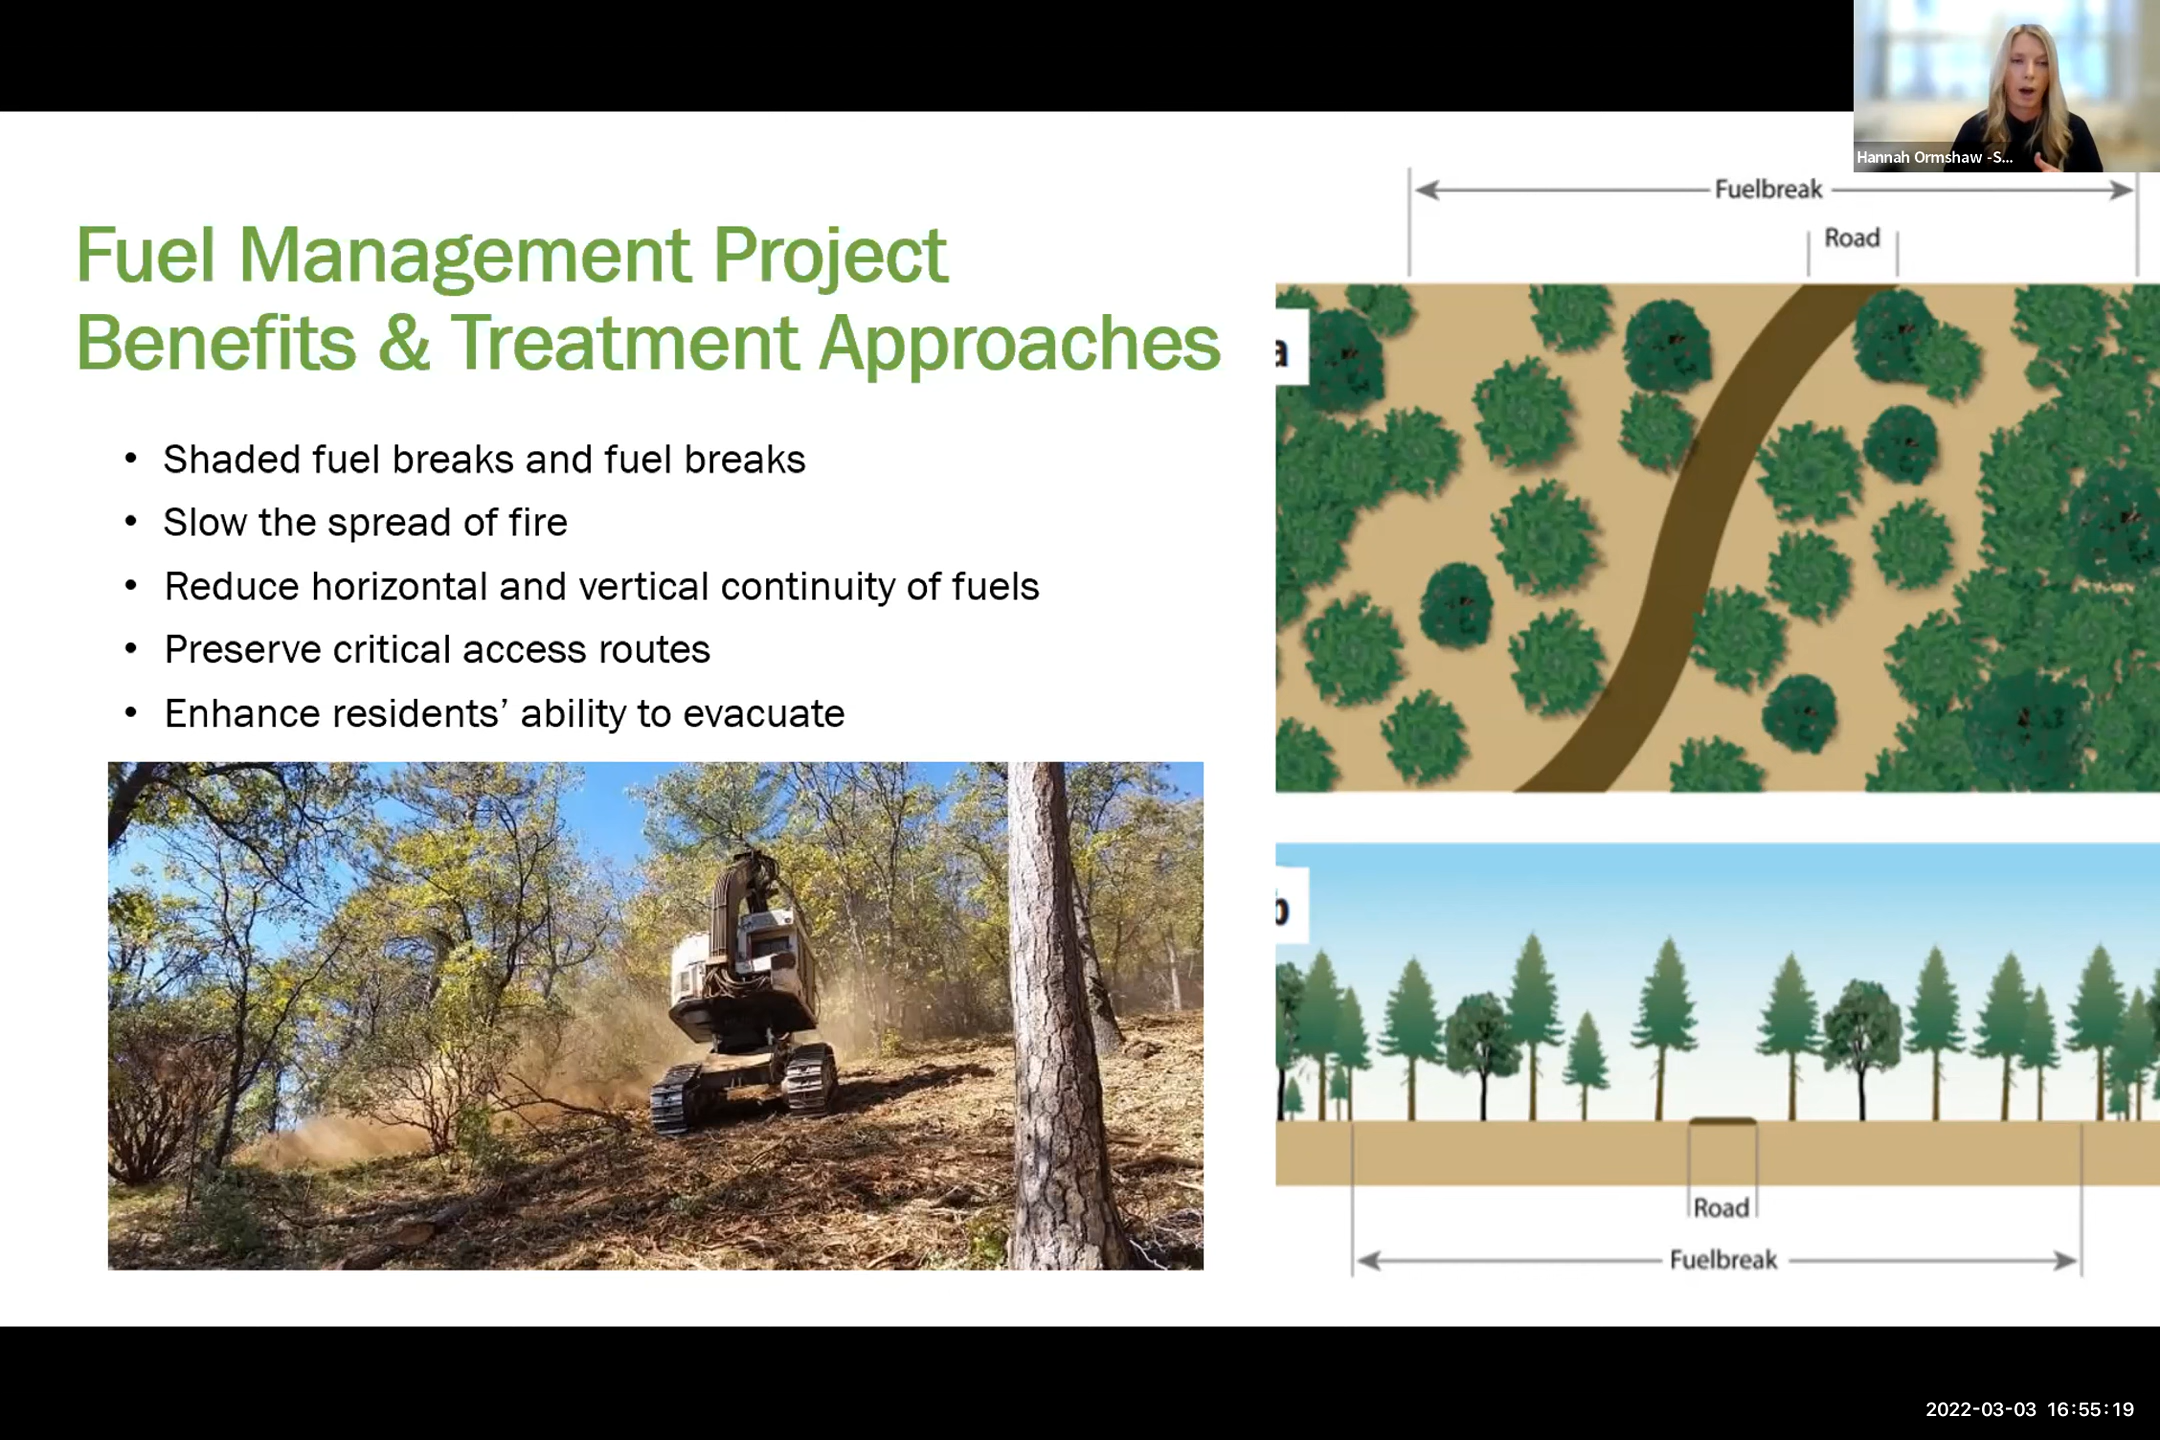 Hannah Ormshaw -S...
Fuelbreak
Road
Fuel Management Project
Benefits & Treatment Approaches
a
• Shaded fuel breaks and fuel breaks
• Slow the spread of fire
• Reduce horizontal and vertical continuity of fuels
• Preserve critical access routes
• Enhance residents’ ability to evacuate
b
Road
Fuelbreak
2022-03-03 16:55:19